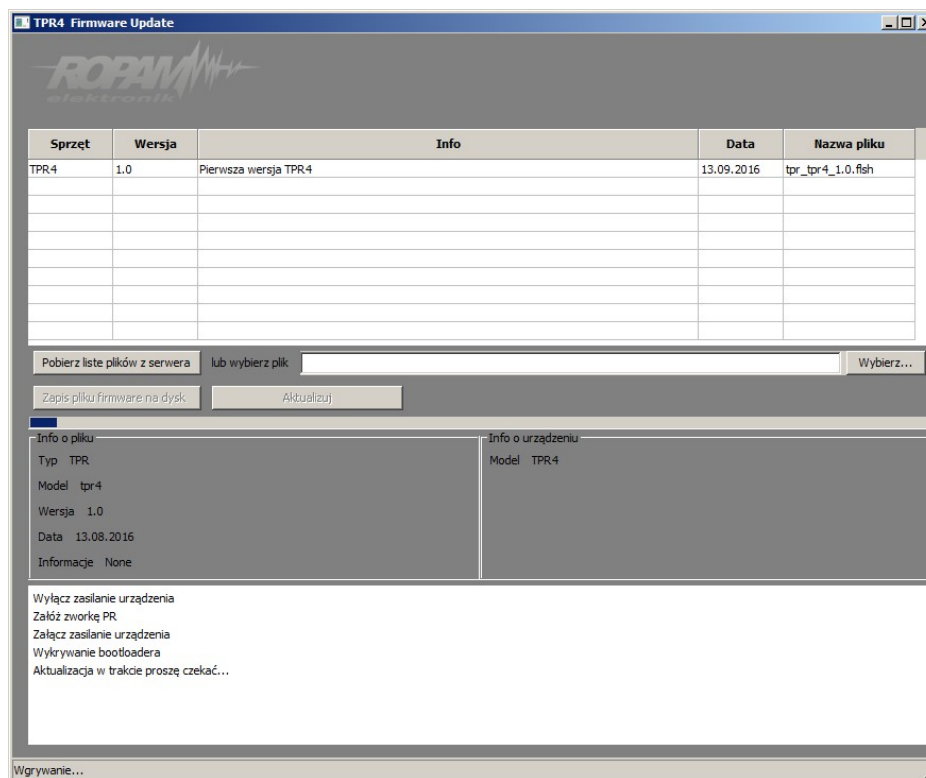 TPR4 Firmware Update
ROPAM
elektronik
Sprzęt Wersja Info Data Nazwa pliku
TPR4 1.0 Pierwsza wersja TPR4 13.09.2016 tpr_tpr4_1.0.flsh
Pobierz liste plików z serwera lub wybierz plik Wybierz...
Zapis pliku firmware na dysk Aktualizuj
Info o pliku Info o urządzeniu
Typ TPR Model TPR4
Model tpr4
Wersja 1.0
Data 13.08.2016
Informacje None
Wyłącz zasilanie urządzenia
Załóż zworkę PR
Załącz zasilanie urządzenia
Wykrywanie bootloadera
Aktualizacja w trakcie proszę czekać...
Wgrywanie...